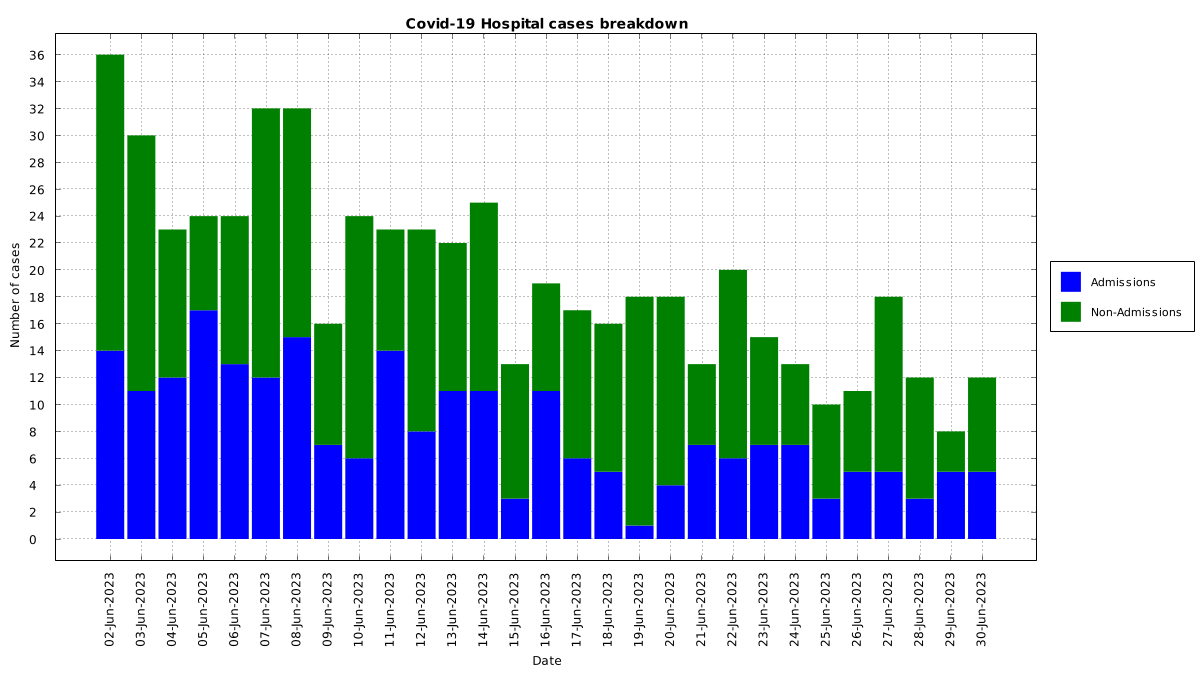 Covid-19 Hospital cases breakdown
Number of cases
36
34
32
30
28
26
24
22
20
18
16
14
12
10
8
6
4
2
0
02-Jun-2023
03-Jun-2023
04-Jun-2023
05-Jun-2023
06-Jun-2023
07-Jun-2023
08-Jun-2023
09-Jun-2023
10-Jun-2023
11-Jun-2023
12-Jun-2023
13-Jun-2023
14-Jun-2023
15-Jun-2023
16-Jun-2023
17-Jun-2023
18-Jun-2023
19-Jun-2023
20-Jun-2023
21-Jun-2023
22-Jun-2023
23-Jun-2023
24-Jun-2023
25-Jun-2023
26-Jun-2023
27-Jun-2023
28-Jun-2023
29-Jun-2023
30-Jun-2023
Date
Admissions
Non-Admissions